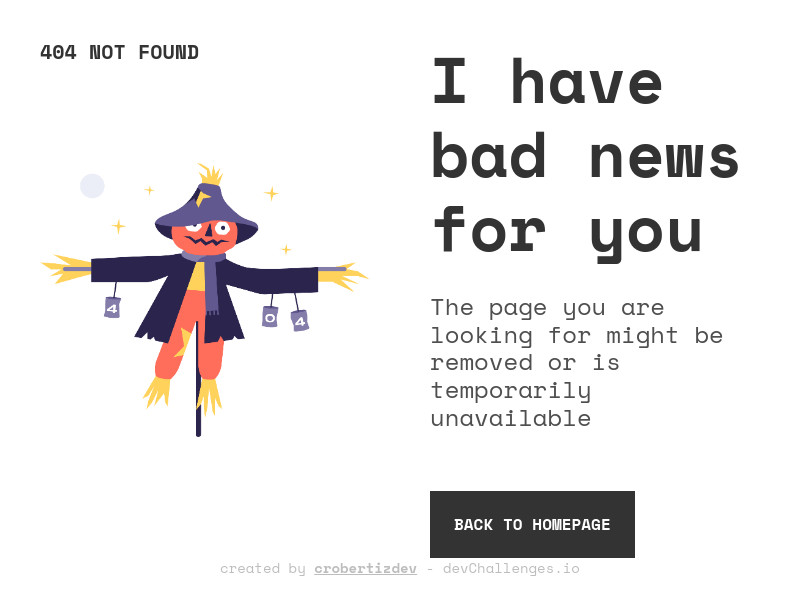 404 NOT FOUND
I have
bad news
for you
The page you are
looking for might be
removed or is
temporarily
unavailable
4
0
4
BACK TO HOMEPAGE
created by crobertizdev - devChallenges.io